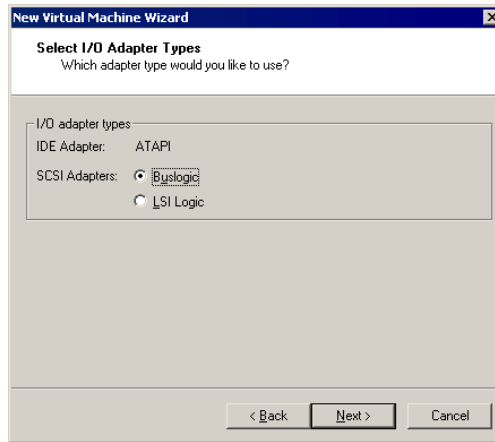 New Virtual Machine Wizard
Select I/O Adapter Types
Which adapter type would you like to use?
I/O adapter types
IDE Adapter: ATAPI
SCSI Adapters: Buslogic
LSI Logic
< Back Next > Cancel